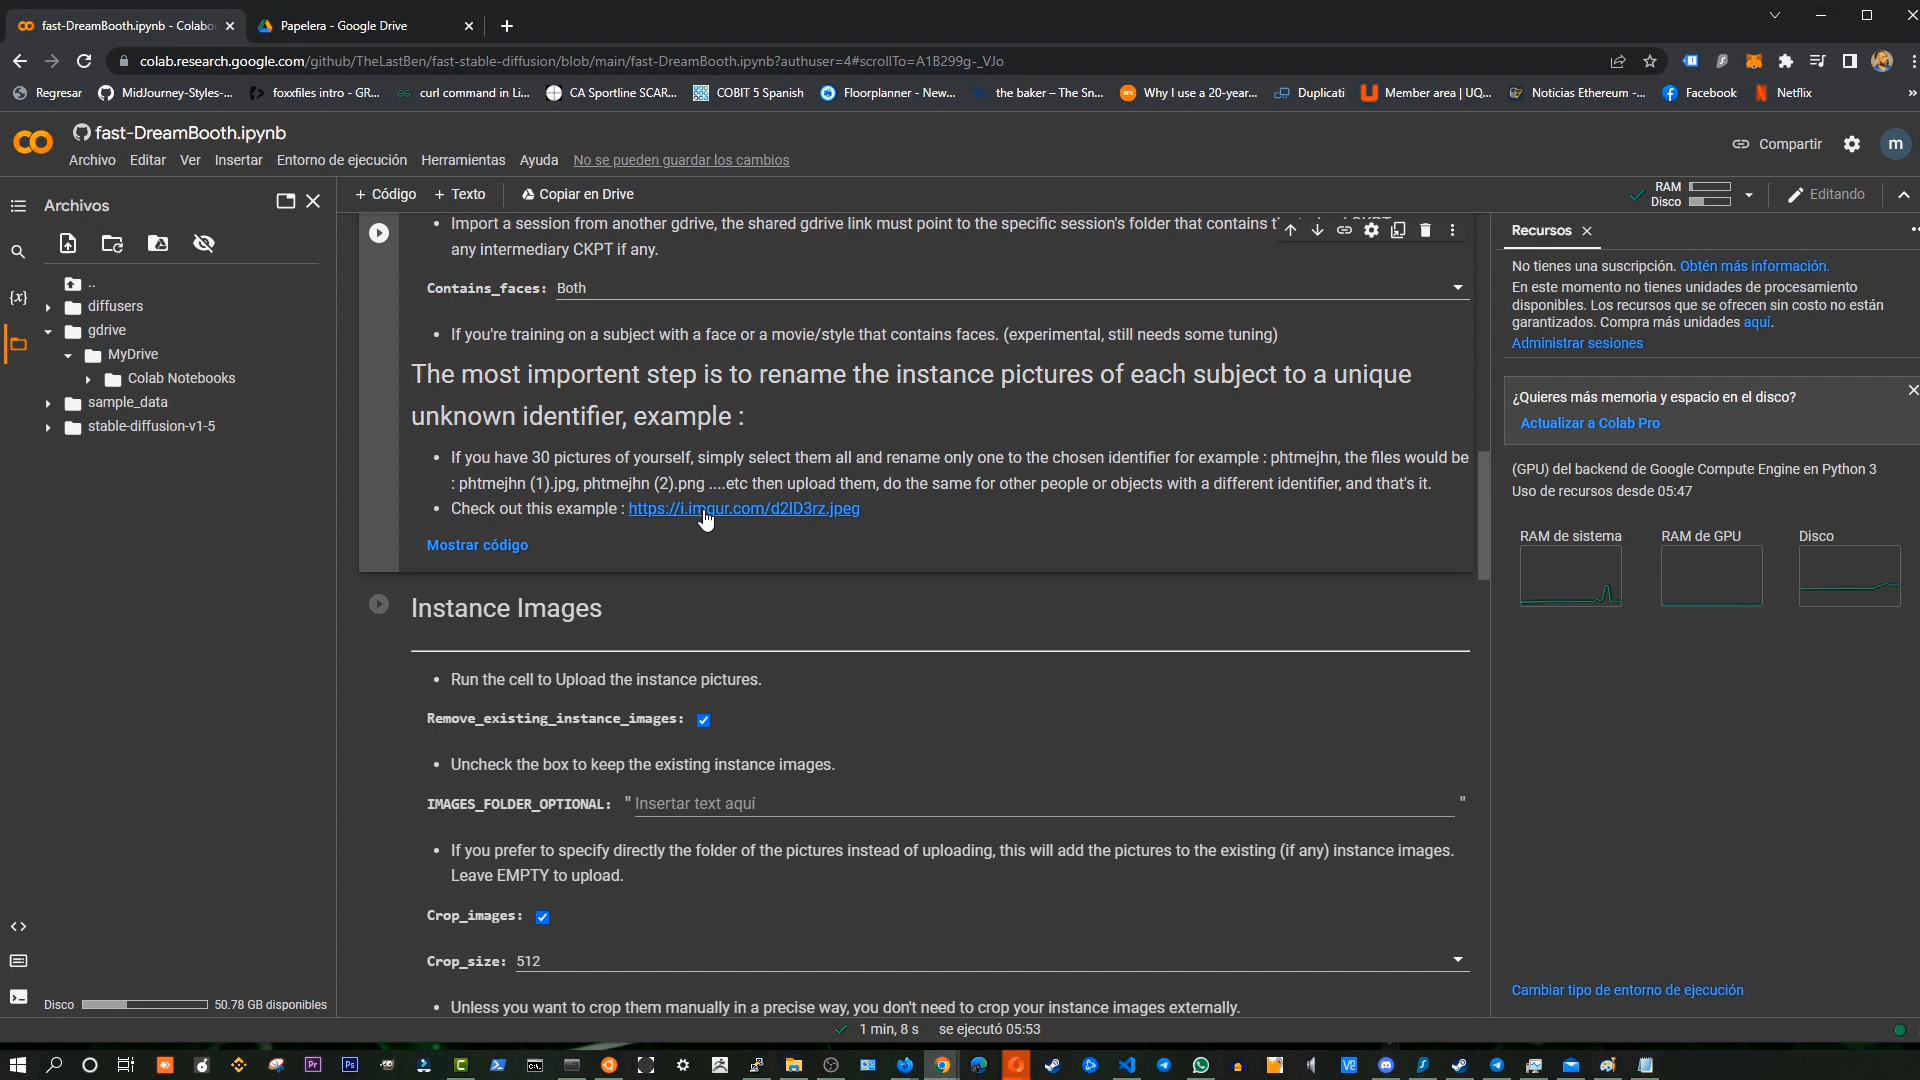 fast-DreamBooth.ipynb - Colabo
Papelera - Google Drive
colab.research.google.com/github/TheLastBen/fast-stable-diffusion/blob/main/fast-DreamBooth.ipynb?authuser=4#scrollTo=A1B299g-_VJo
Regresar
MidJourney-Styles-...
foxxfiles intro - GR...
curl command in Li...
CA Sportline SCAR...
COBIT 5 Spanish
Floorplanner - New...
the baker – The Sn...
Why I use a 20-year...
Duplicati
Member area | UQ...
Noticias Ethereum -...
Facebook
Netflix
»
CO
fast-DreamBooth.ipynb
Archivo Editar Ver Insertar Entorno de ejecución Herramientas Ayuda No se pueden guardar los cambios
Compartir
m
Archivos
+ Código + Texto
Copiar en Drive
RAM
Disco
Editando
{x}
..
diffusers
gdrive
MyDrive
Colab Notebooks
sample_data
stable-diffusion-v1-5
Disco
50.78 GB disponibles
• Import a session from another gdrive, the shared gdrive link must point to the specific session's folder that contains
any intermediary CKPT if any.
Contains_faces: Both
• If you're training on a subject with a face or a movie/style that contains faces. (experimental, still needs some tuning)
The most importent step is to rename the instance pictures of each subject to a unique
unknown identifier, example :
• If you have 30 pictures of yourself, simply select them all and rename only one to the chosen identifier for example : phtmejhn, the files would be
: phtmejhn (1).jpg, phtmejhn (2).png ....etc then upload them, do the same for other people or objects with a different identifier, and that's it.
• Check out this example : https://i.imgur.com/d2lD3rz.jpeg
Mostrar código
Instance Images
• Run the cell to Upload the instance pictures.
Remove_existing_instance_images:
• Uncheck the box to keep the existing instance images.
IMAGES_FOLDER_OPTIONAL: " Insertar text aquí "
• If you prefer to specify directly the folder of the pictures instead of uploading, this will add the pictures to the existing (if any) instance images.
Leave EMPTY to upload.
Crop_images:
Crop_size: 512
• Unless you want to crop them manually in a precise way, you don't need to crop your instance images externally.
Recursos
No tienes una suscripción. Obtén más información.
En este momento no tienes unidades de procesamiento
disponibles. Los recursos que se ofrecen sin costo no están
garantizados. Compra más unidades aquí.
Administrar sesiones
¿Quieres más memoria y espacio en el disco?
Actualizar a Colab Pro
(GPU) del backend de Google Compute Engine en Python 3
Uso de recursos desde 05:47
RAM de sistema
RAM de GPU
Disco
Cambiar tipo de entorno de ejecución
1 min, 8 s se ejecutó 05:53
Pr
Ps